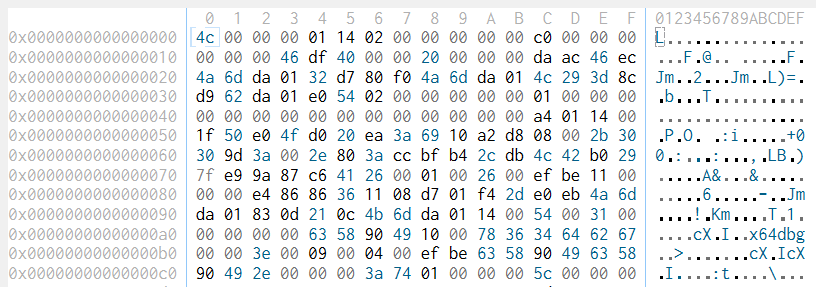 0 1 2 3 4 5 6 7 8 9 A B C D E F 0123456789ABCDEF
0x0000000000000000 4c 00 00 00 01 14 02 00 00 00 00 00 c0 00 00 00 L...............
0x0000000000000010 00 00 00 46 df 40 00 00 20 00 00 00 da ac 46 ec ...F.@.. .....F.
0x0000000000000020 4a 6d da 01 32 d7 80 f0 4a 6d da 01 4c 29 3d 8c Jm..2...Jm..L)=.
0x0000000000000030 d9 62 da 01 e0 54 02 00 00 00 00 00 01 00 00 00 .b...T..........
0x0000000000000040 00 00 00 00 00 00 00 00 00 00 00 00 a4 01 14 00 ................
0x0000000000000050 1f 50 e0 4f d0 20 ea 3a 69 10 a2 d8 08 00 2b 30 .P.O. .:i.....+0
0x0000000000000060 30 9d 3a 00 2e 80 3a cc bf b4 2c db 4c 42 b0 29 0.:...:...,.LB.)
0x0000000000000070 7f e9 9a 87 c6 41 26 00 01 00 26 00 ef be 11 00 .....A&...&.....
0x0000000000000080 00 00 e4 86 86 36 11 08 d7 01 f4 2d e0 eb 4a 6d .....6.....-..Jm
0x0000000000000090 da 01 83 0d 21 0c 4b 6d da 01 14 00 54 00 31 00 ....!.Km....T.1.
0x00000000000000a0 00 00 00 00 63 58 90 49 10 00 78 36 34 64 62 67 ....cX.I..x64dbg
0x00000000000000b0 00 00 3e 00 09 00 04 00 ef be 63 58 90 49 63 58 ..>.......cX.IcX
0x00000000000000c0 90 49 2e 00 00 00 3a 74 01 00 00 00 5c 00 00 00 .I....:t....\...